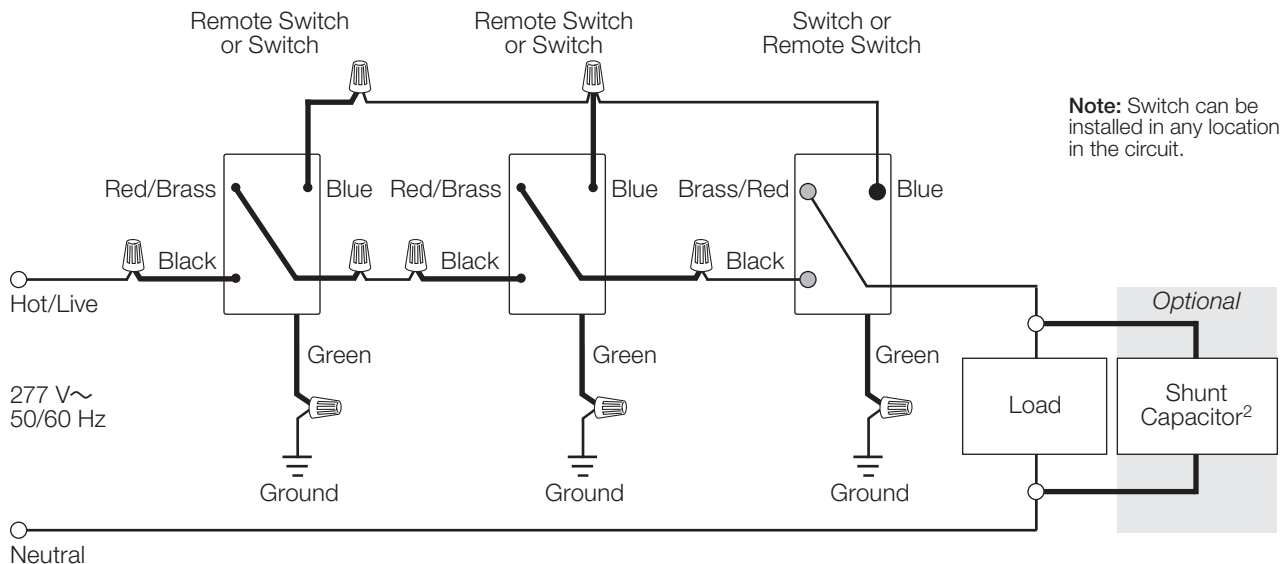 Remote Switch
or Switch
Remote Switch
or Switch
Switch or
Remote Switch
Note: Switch can be
installed in any location
in the circuit.
Red/Brass
Blue
Red/Brass
Blue
Brass/Red
Blue
Black
Black
Black
Hot/Live
Optional
Green
Green
Green
277 V~
50/60 Hz
Load
Shunt
Capacitor²
Ground
Ground
Ground
Neutral